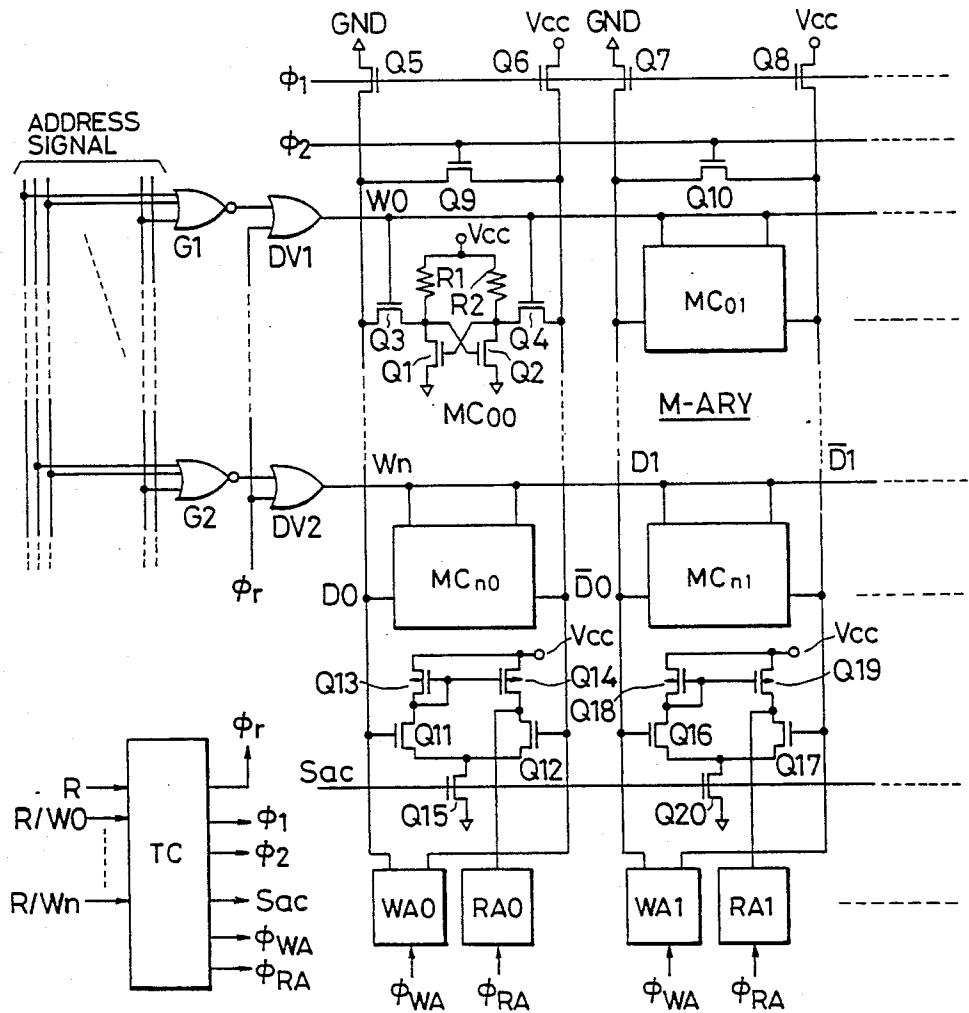 GND Vcc GND Vcc
Q5 Q6 Q7 Q8
ϕ1
ADDRESS
SIGNAL
ϕ2
Q9 Q10
W0
G1 DV1
Vcc
R1
R2
MC01
Q3 Q4
Q1 Q2
MC00
M-ARY
Wn D1 D̅1
G2 DV2
MCn0 MCn1
ϕr D0 D̅0
Vcc Vcc
Q13 Q14 Q18 Q19
Q11 Q12 Q16 Q17
Sac
Q15 Q20
ϕr
R
R/W0
ϕ1
TC
ϕ2
R/Wn
Sac
ϕWA
ϕRA
WA0 RA0 WA1 RA1
ϕWA ϕRA ϕWA ϕRA